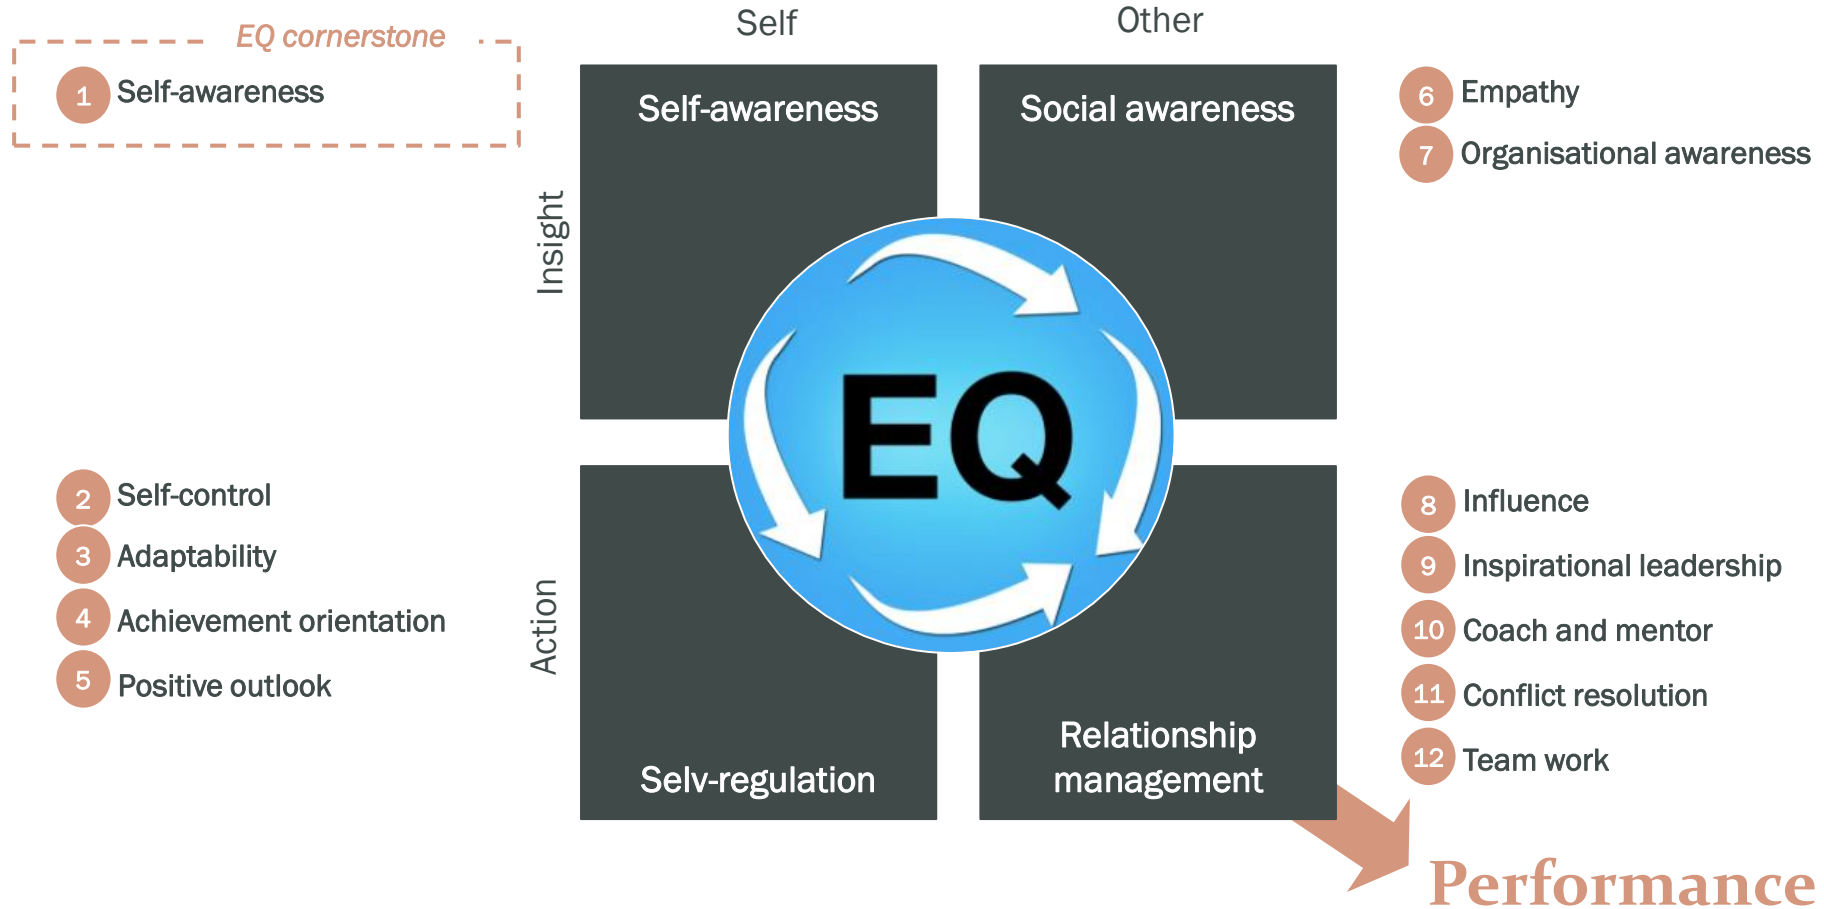 Self
Other
EQ cornerstone
1 Self-awareness
Self-awareness
Social awareness
6 Empathy
7 Organisational awareness
Insight
EQ
Action
2 Self-control
3 Adaptability
4 Achievement orientation
5 Positive outlook
Selv-regulation
Relationship
management
8 Influence
9 Inspirational leadership
10 Coach and mentor
11 Conflict resolution
12 Team work
Performance